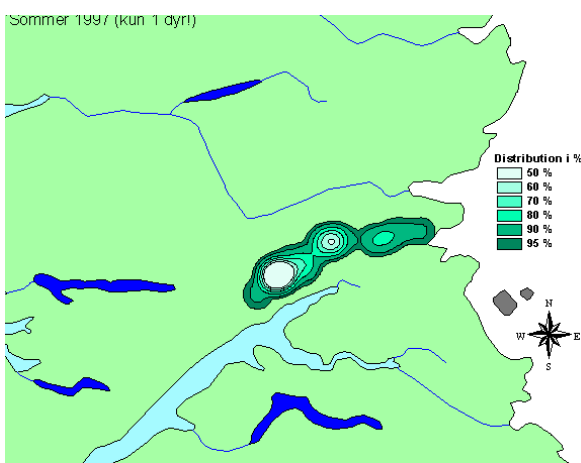 Sommer 1997 (kun 1 dyr!)
Distribution i %
50 %
60 %
70 %
80 %
90 %
95 %
N
W E
S